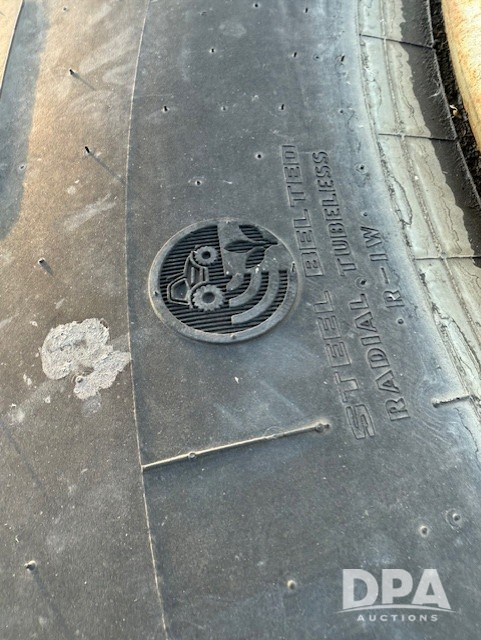 STEEL BELTED
RADIAL. TUBELESS
R-1W.
DPA
AUCTIONS